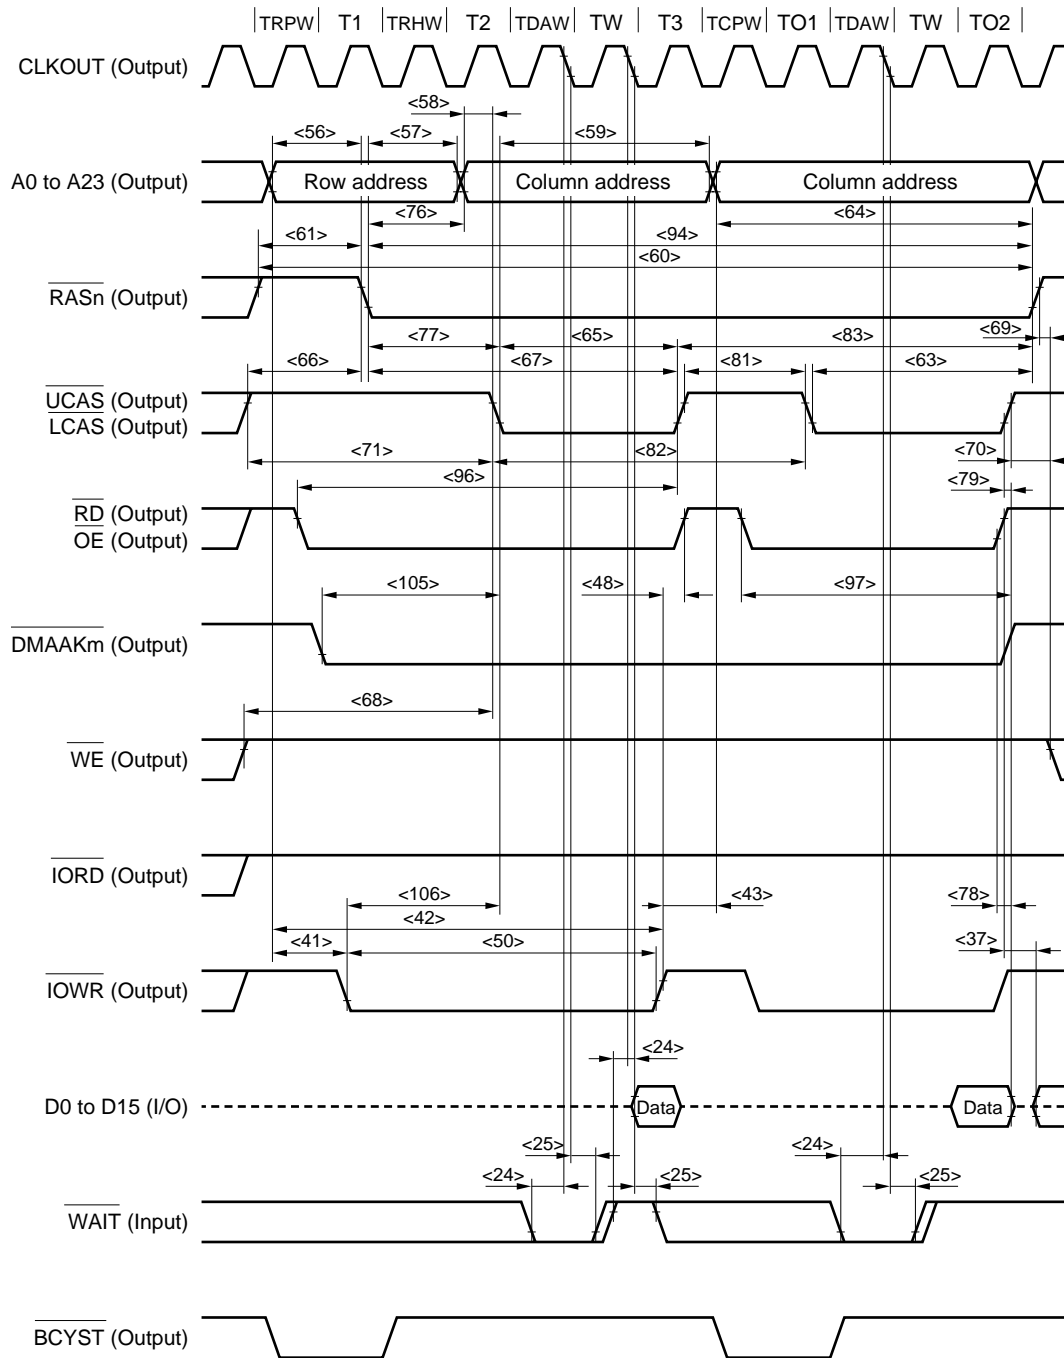 TRPW T1 TRHW T2 TDAW TW T3 TCPW TO1 TDAW TW TO2
CLKOUT (Output)
<58>
<56> <57> <59>
A0 to A23 (Output) Row address Column address Column address
<76> <64>
<61> <94>
<60>
RASn (Output)
<69>
<77> <65> <83>
<66> <67> <81> <63>
UCAS (Output)
LCAS (Output)
<71> <82> <70>
<96> <79>
RD (Output)
OE (Output)
<105> <48> <97>
DMAAKm (Output)
<68>
WE (Output)
IORD (Output)
<106> <43> <78>
<42>
<41> <50> <37>
IOWR (Output)
<24>
D0 to D15 (I/O) Data Data
<25> <24>
<24> <25> <25>
WAIT (Input)
BCYST (Output)